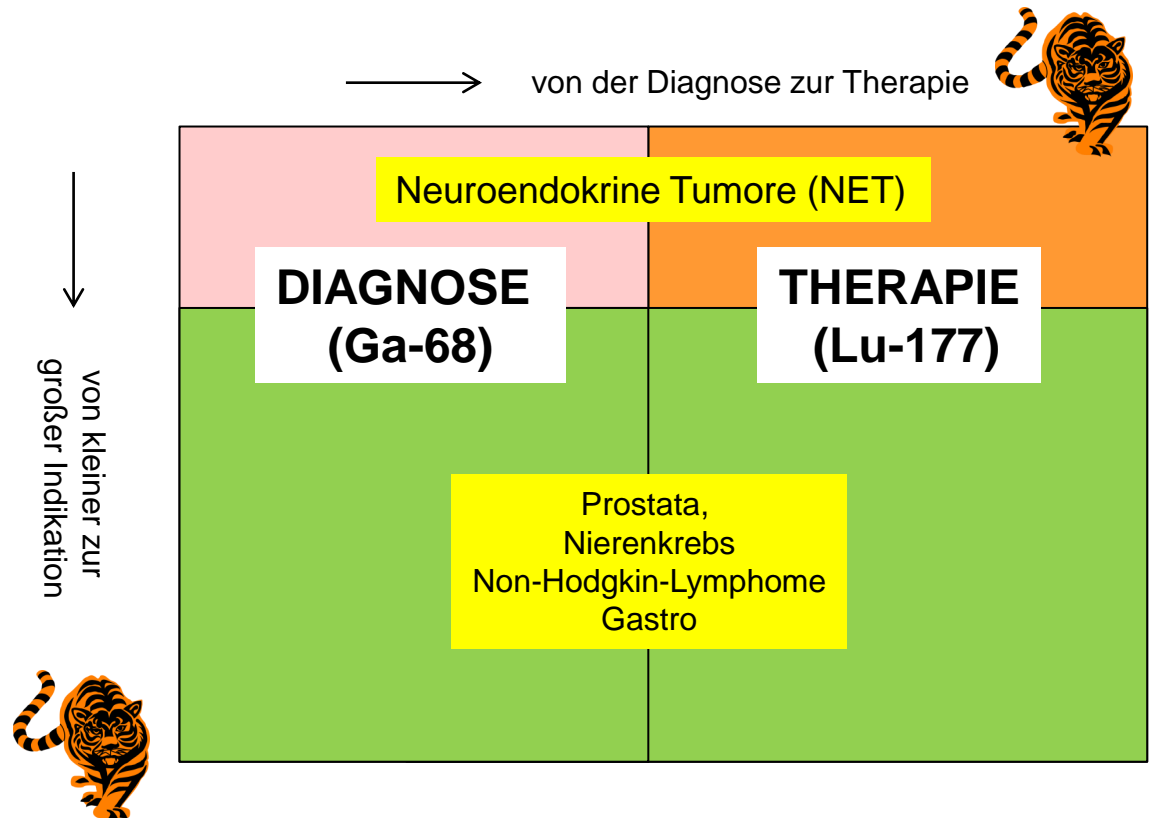 von der Diagnose zur Therapie
Neuroendokrine Tumore (NET)
DIAGNOSE
(Ga-68)
THERAPIE
(Lu-177)
von kleiner zur
großer Indikation
Prostata,
Nierenkrebs
Non-Hodgkin-Lymphome
Gastro